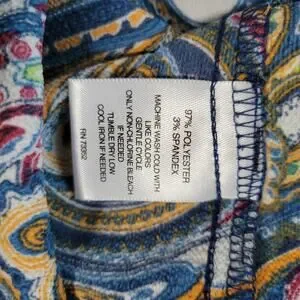 97% POLYESTER
3% SPANDEX
MACHINE WASH COLD WITH
LIKE COLORS
GENTLE CYCLE
ONLY NON-CHLORINE BLEACH
IF NEEDED
TUMBLE DRY LOW
COOL IRON IF NEEDED
RN 73352